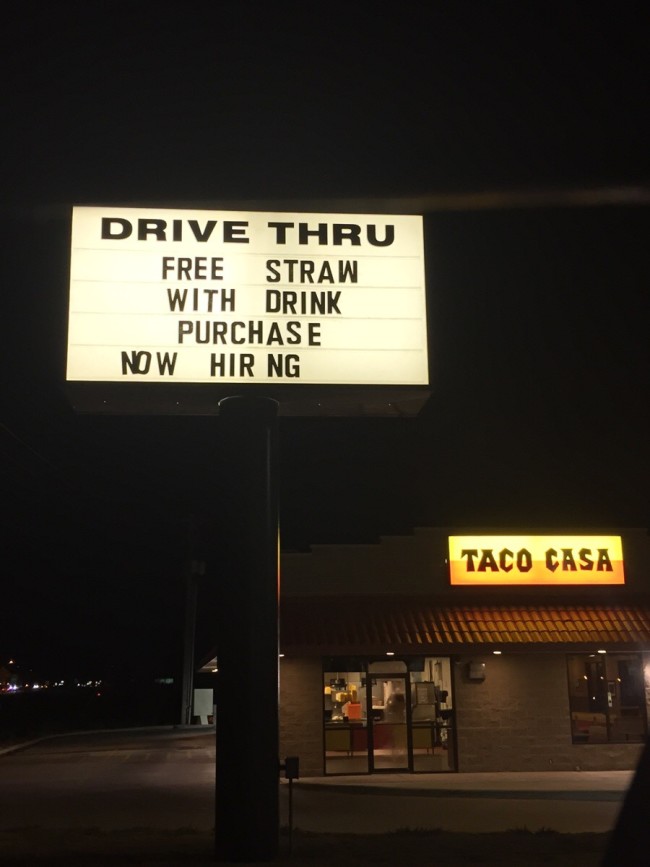 DRIVE THRU
FREE STRAW
WITH DRINK
PURCHASE
NOW HIR NG
TACO CASA